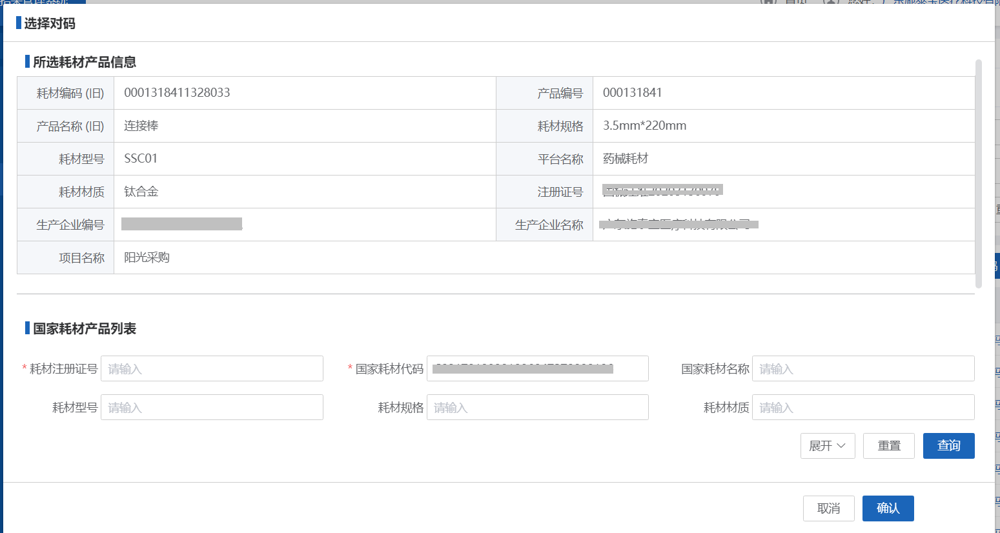 选择对码
所选耗材产品信息
耗材编码 (旧) 0001318411328033 产品编号 000131841
产品名称 (旧) 连接棒 耗材规格 3.5mm*220mm
耗材型号 SSC01 平台名称 药械耗材
耗材材质 钛合金 注册证号
生产企业编号 生产企业名称
项目名称 阳光采购
国家耗材产品列表
* 耗材注册证号 请输入 * 国家耗材代码 国家耗材名称 请输入
耗材型号 请输入 耗材规格 请输入 耗材材质 请输入
展开 重置 查询
取消 确认